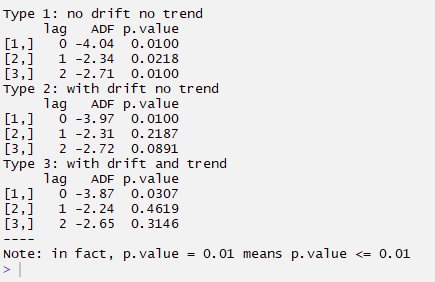 Type 1: no drift no trend
     lag   ADF p.value
[1,]   0 -4.04  0.0100
[2,]   1 -2.34  0.0218
[3,]   2 -2.71  0.0100
Type 2: with drift no trend
     lag   ADF p.value
[1,]   0 -3.97  0.0100
[2,]   1 -2.31  0.2187
[3,]   2 -2.72  0.0891
Type 3: with drift and trend
     lag   ADF p.value
[1,]   0 -3.87  0.0307
[2,]   1 -2.24  0.4619
[3,]   2 -2.65  0.3146
----
Note: in fact, p.value = 0.01 means p.value <= 0.01
>